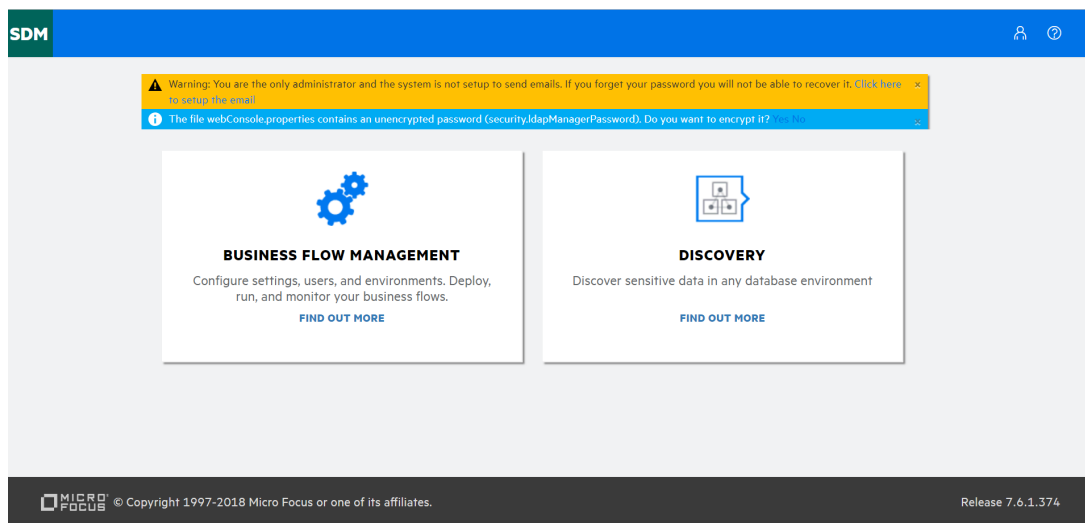 SDM
Warning: You are the only administrator and the system is not setup to send emails. If you forget your password you will not be able to recover it. Click here
to setup the email
The file webConsole.properties contains an unencrypted password (security.ldapManagerPassword). Do you want to encrypt it? Yes No
BUSINESS FLOW MANAGEMENT
Configure settings, users, and environments. Deploy,
run, and monitor your business flows.
FIND OUT MORE
DISCOVERY
Discover sensitive data in any database environment
FIND OUT MORE
MICRO
FOCUS
© Copyright 1997-2018 Micro Focus or one of its affiliates.
Release 7.6.1.374